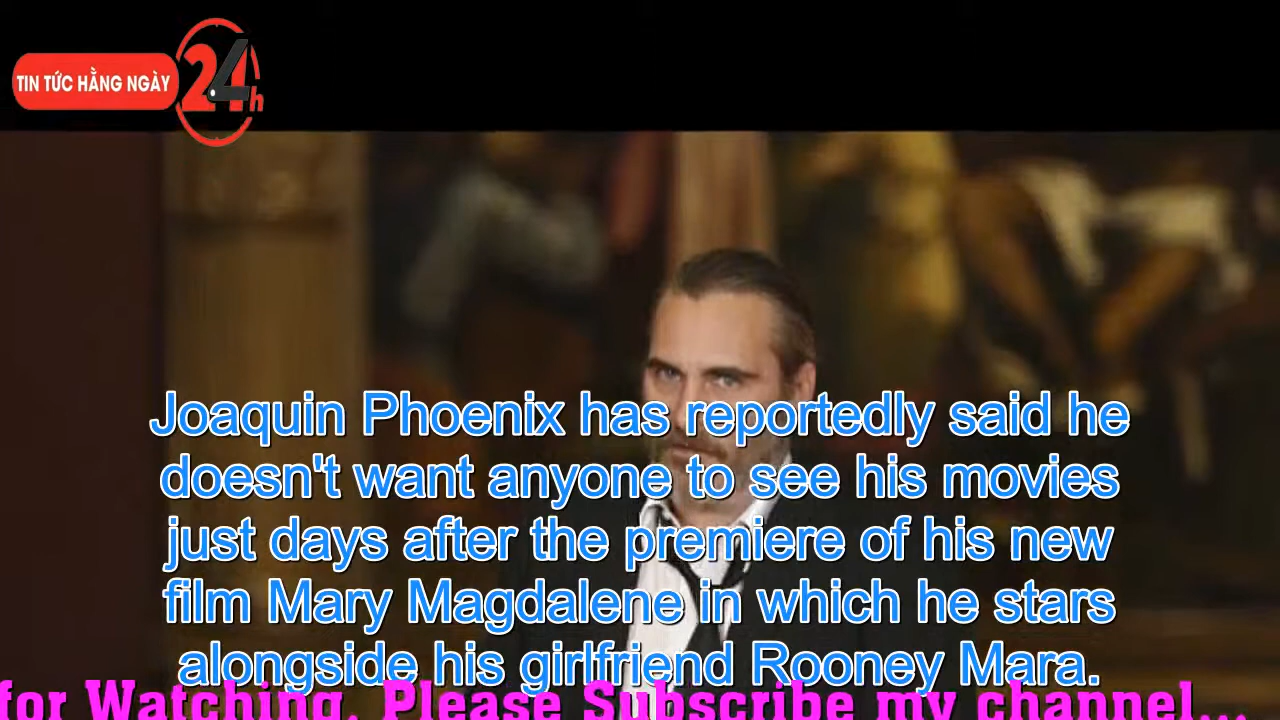 TIN TỨC HẰNG NGÀY
24h
Joaquin Phoenix has reportedly said he
doesn't want anyone to see his movies
just days after the premiere of his new
film Mary Magdalene in which he stars
alongside his girlfriend Rooney Mara.
for Watching. Please Subscribe my channel...